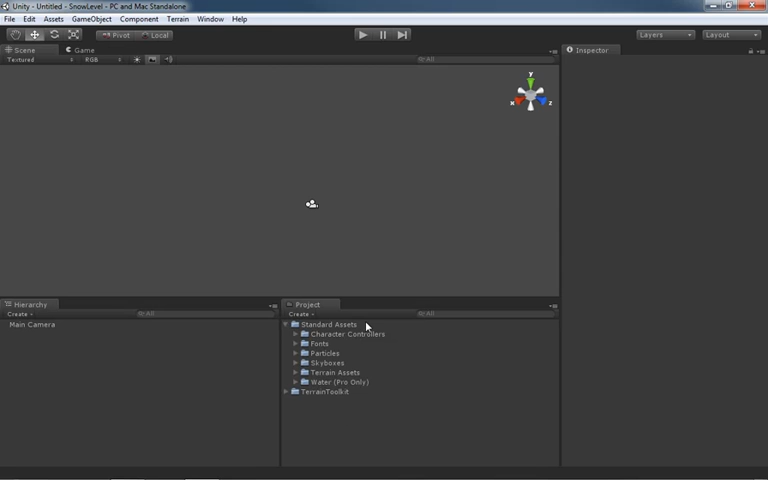 Unity - Untitled - SnowLevel - PC and Mac Standalone
File Edit Assets GameObject Component Terrain Window Help
Pivot Local Layers Layout
Scene Game Inspector
Textured RGB All
y
x z
Hierarchy Project
Create All Create All
Main Camera Standard Assets
Character Controllers
Fonts
Particles
Skyboxes
Terrain Assets
Water (Pro Only)
TerrainToolkit